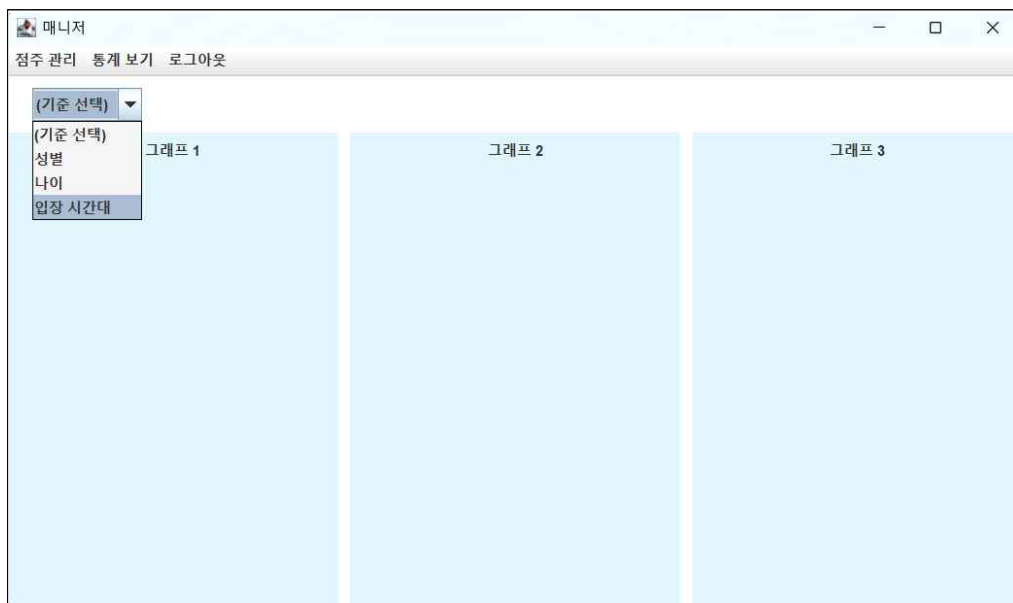 매니저
점주 관리 통계 보기 로그아웃
(기준 선택)
(기준 선택)
성별
나이
입장 시간대
그래프 1
그래프 2
그래프 3